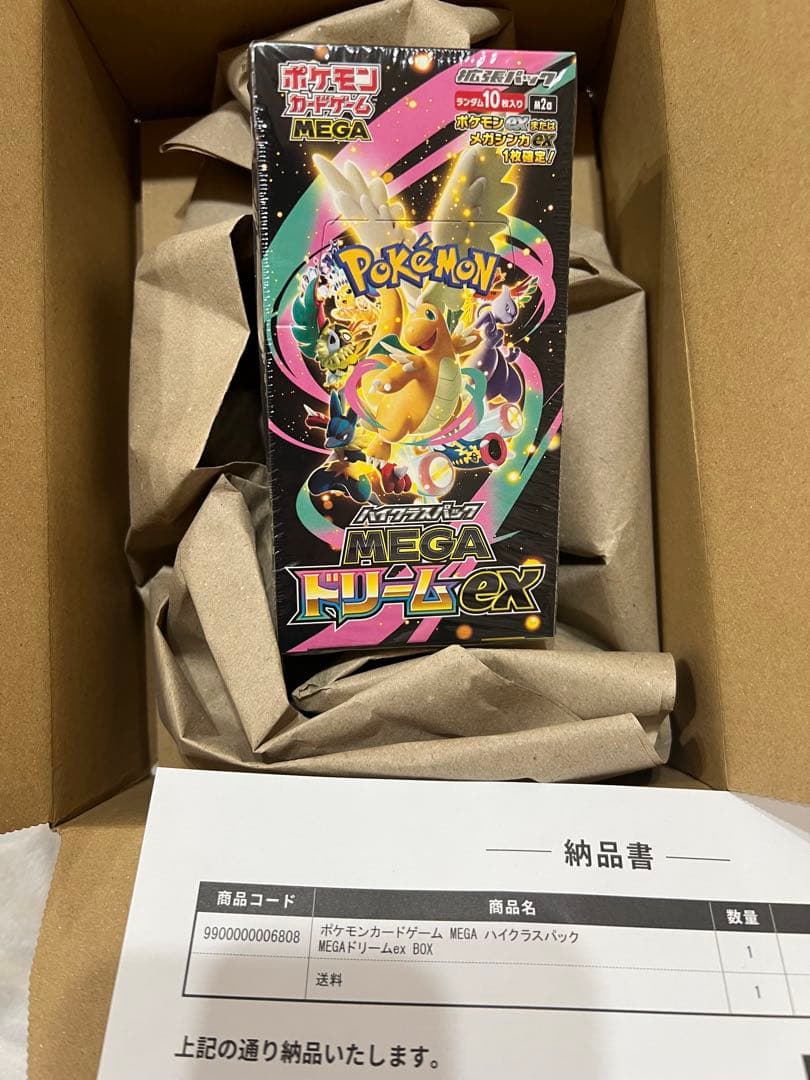 ポケモン
カードゲーム
MEGA
拡張パック
ランダム10枚入り
M2a
ポケモンexまたは
メガシンカex
1枚確定!
POKéMON
ハイクラスパック
MEGA
ドリームex
納品書
商品コード 商品名 数量
9900000006808 ポケモンカードゲーム MEGA ハイクラスパック
MEGAドリームex BOX 1
送料 1
上記の通り納品いたします。